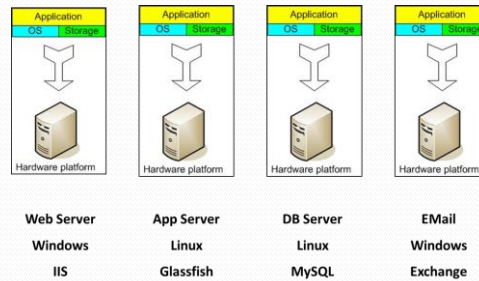 Application Application Application Application
OS Storage OS Storage OS Storage OS Storage
Hardware platform Hardware platform Hardware platform Hardware platform
Web Server App Server DB Server EMail
Windows Linux Linux Windows
IIS Glassfish MySQL Exchange